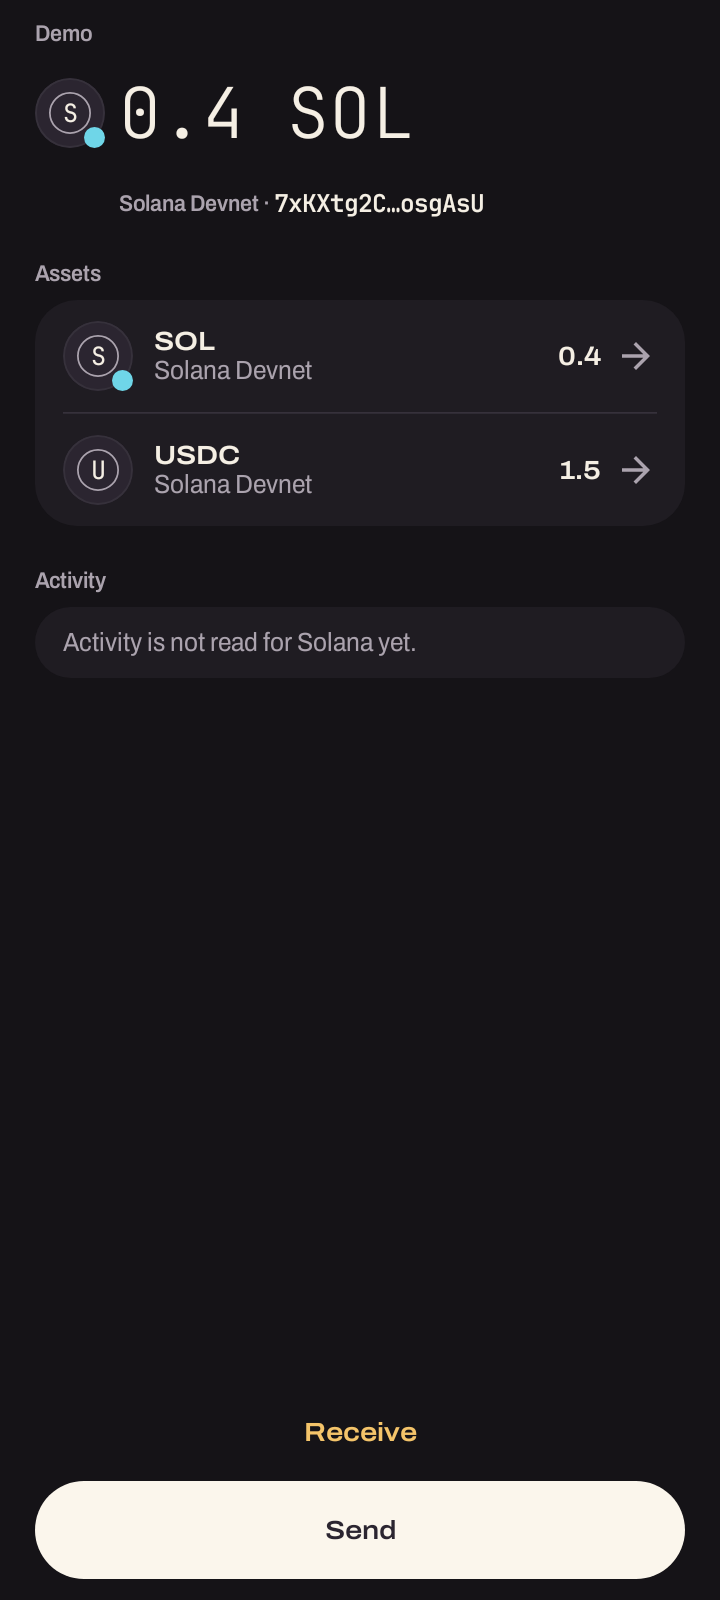 Demo
S 0.4 SOL
Solana Devnet · 7xKXtg2C…osgAsU
Assets
S SOL 0.4
Solana Devnet
U USDC 1.5
Solana Devnet
Activity
Activity is not read for Solana yet.
Receive
Send